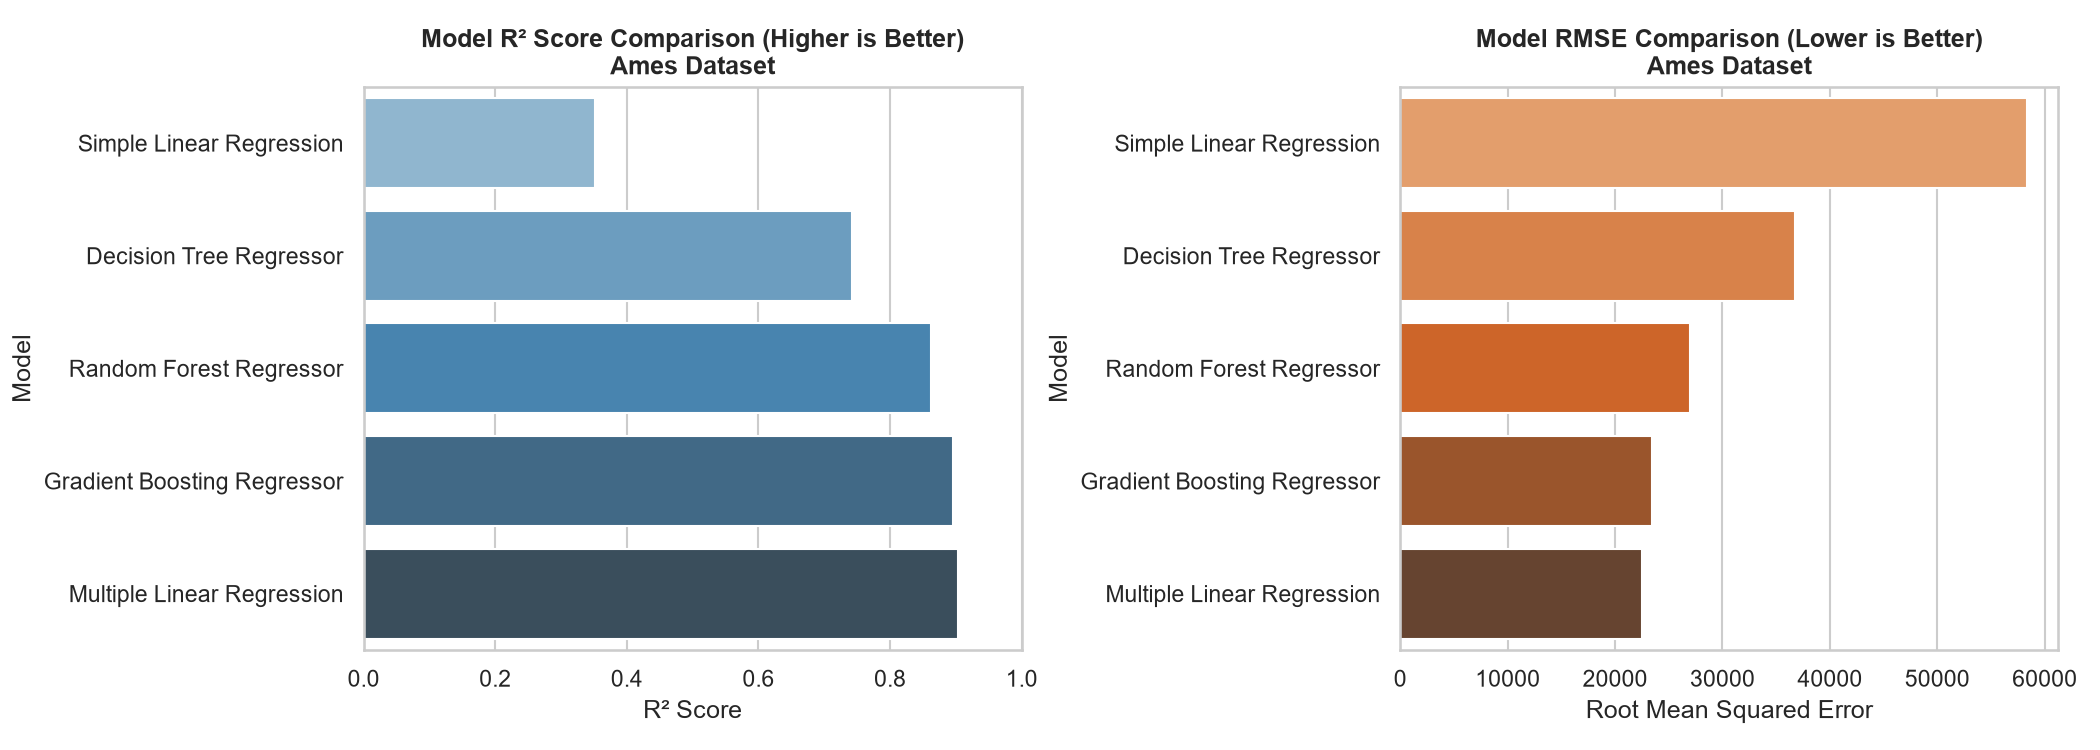 Model R² Score Comparison (Higher is Better)
Ames Dataset
Model
Simple Linear Regression
Decision Tree Regressor
Random Forest Regressor
Gradient Boosting Regressor
Multiple Linear Regression
0.0 0.2 0.4 0.6 0.8 1.0
R² Score
Model RMSE Comparison (Lower is Better)
Ames Dataset
Model
Simple Linear Regression
Decision Tree Regressor
Random Forest Regressor
Gradient Boosting Regressor
Multiple Linear Regression
0 10000 20000 30000 40000 50000 60000
Root Mean Squared Error